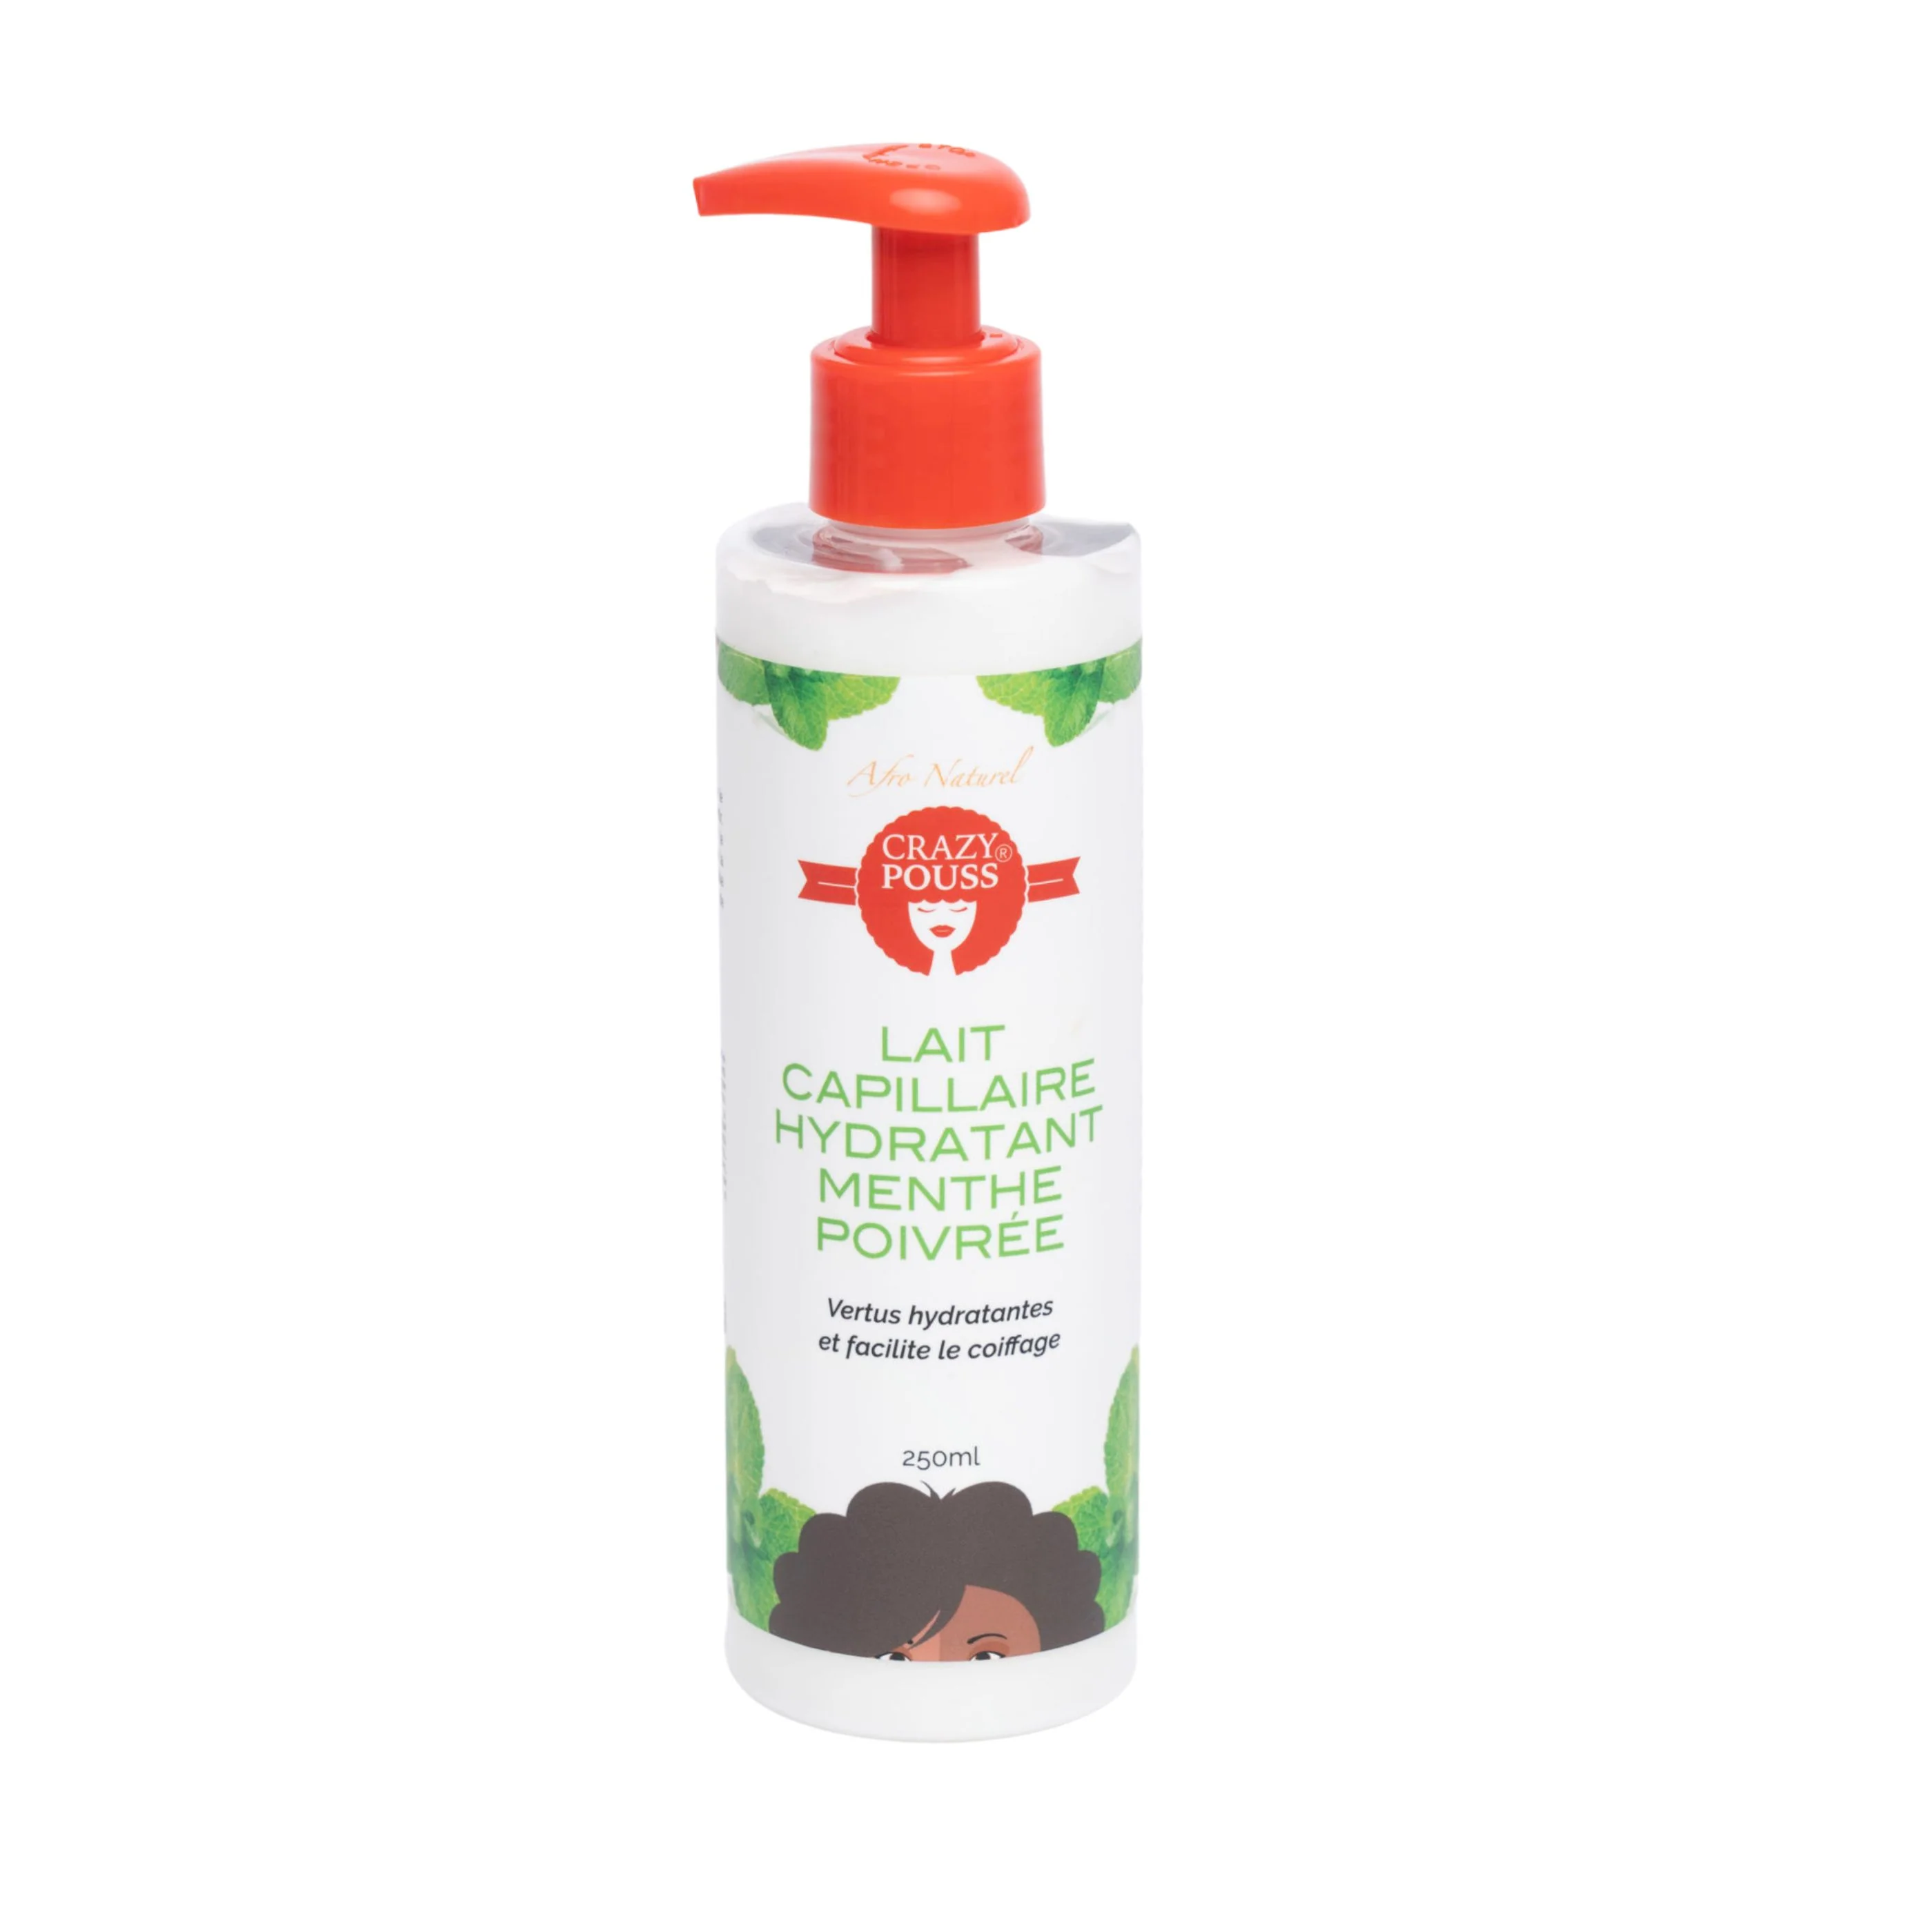 Afro Naturel
CRAZY®
POUSS
LAIT
CAPILLAIRE
HYDRATANT
MENTHE
POIVRÉE
Vertus hydratantes
et facilite le coiffage
250ml